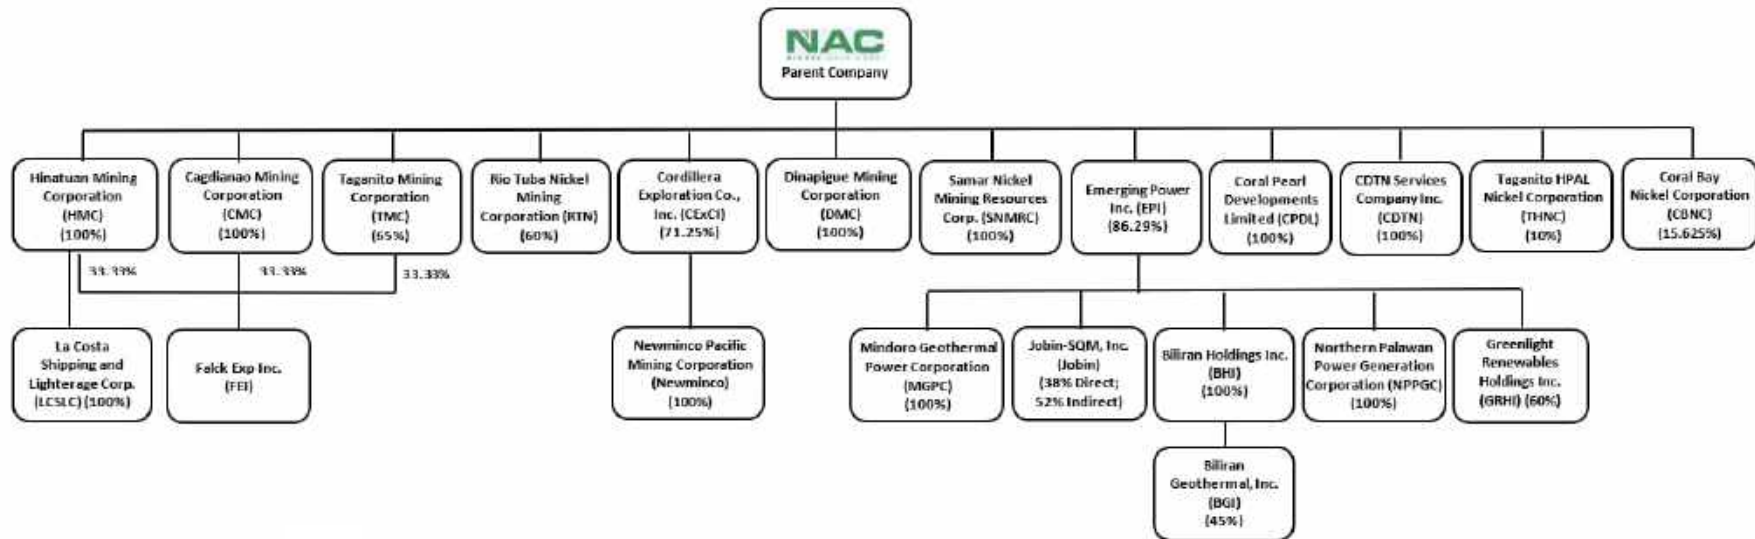 NAC
Parent Company
Hinatuan Mining
Corporation
(HMC)
(100%)
Cagdianao Mining
Corporation
(CMC)
(100%)
Taganito Mining
Corporation
(TMC)
(65%)
Rio Tuba Nickel
Mining
Corporation (RTN)
(60%)
Cordillera
Exploration Co.,
Inc. (CExCI)
(71.25%)
Dinapigue Mining
Corporation
(DMC)
(100%)
Samar Nickel
Mining Resources
Corp. (SNMRC)
(100%)
Emerging Power
Inc. (EPI)
(86.29%)
Coral Pearl
Developments
Limited (CPDL)
(100%)
CDTN Services
Company Inc.
(CDTN)
(100%)
Taganito HPAL
Nickel Corporation
(THNC)
(10%)
Coral Bay
Nickel Corporation
(CBNC)
(15.625%)
33.33%
33.33%
33.33%
La Costa
Shipping and
Lighterage Corp.
(LCSLC) (100%)
Falck Exp Inc.
(FEI)
Newminco Pacific
Mining Corporation
(Newminco)
(100%)
Mindoro Geothermal
Power Corporation
(MGPC)
(100%)
Jobin-SQM, Inc.
(Jobin)
(38% Direct;
52% Indirect)
Biliran Holdings Inc.
(BHI)
(100%)
Northern Palawan
Power Generation
Corporation (NPPGC)
(100%)
Greenlight
Renewables
Holdings Inc.
(GRHI) (60%)
Biliran
Geothermal, Inc.
(BGI)
(45%)